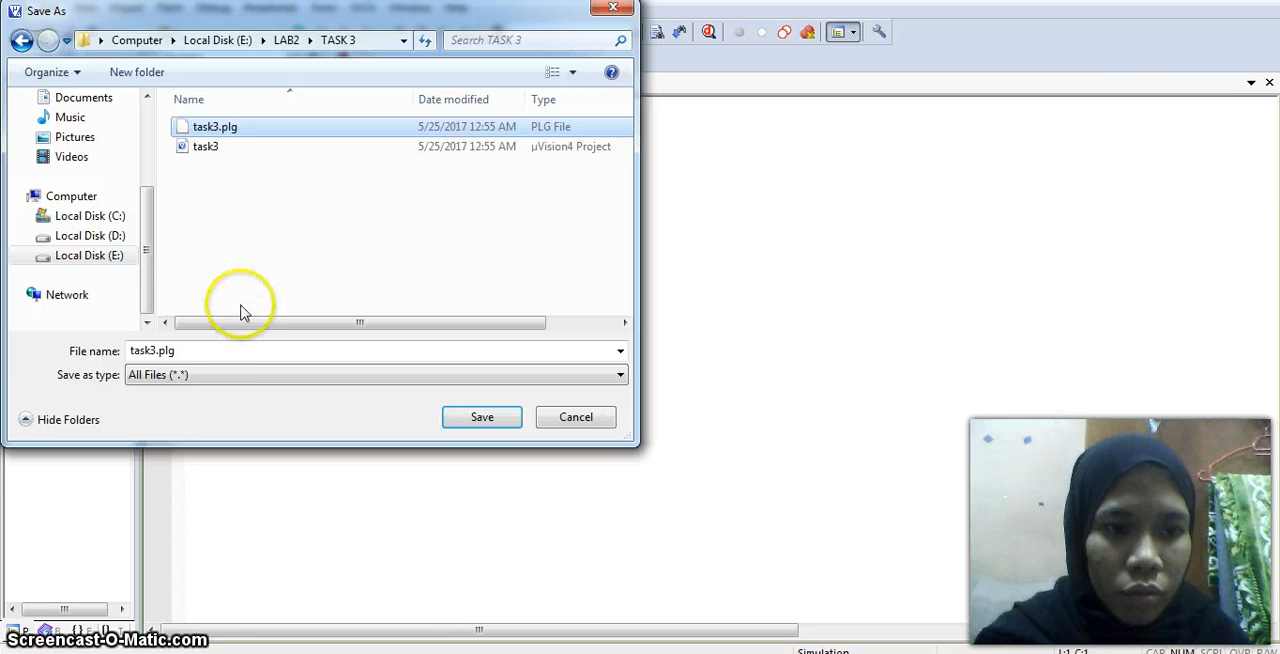 Save As
Computer Local Disk (E:) LAB2 TASK 3 Search TASK 3
Organize New folder
Name Date modified Type
task3.plg 5/25/2017 12:55 AM PLG File
task3 5/25/2017 12:55 AM µVision4 Project
Documents
Music
Pictures
Videos
Computer
Local Disk (C:)
Local Disk (D:)
Local Disk (E:)
Network
File name: task3.plg
Save as type: All Files (*.*)
Hide Folders Save Cancel
Screencast-O-Matic.com
Simulation L:1 C:1 CAP NUM SCRL OVR R/W